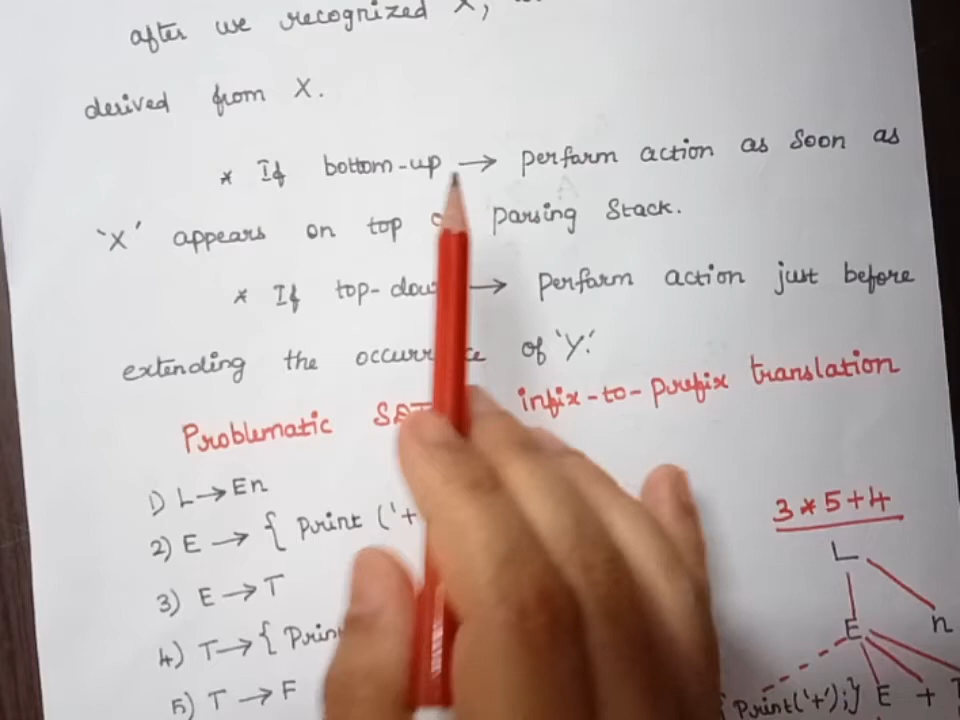 after we recognized X,
derived from X.
* If bottom-up → perform action as soon as
'X' appears on top parsing stack.
* If top- → perform action just before
extending the of 'Y'.
Problematic infix-to-prefix translation
1) L → En
2) E → { Print ('+
3) E → T
4) T → {
5) T → F
3 * 5 + 4
L
E n
Print('+');} E +